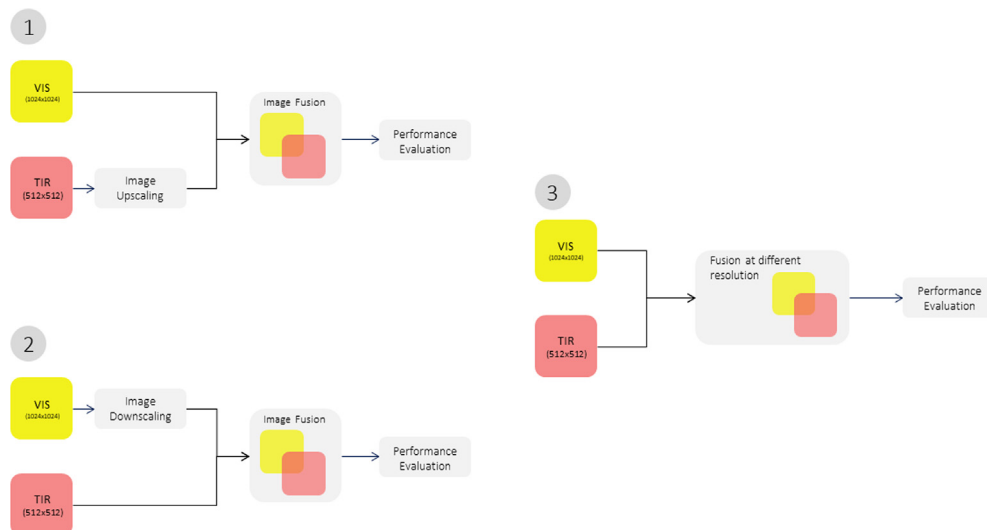 1
VIS
(1024x1024)
TIR
(512x512)
Image
Upscaling
Image Fusion
Performance
Evaluation
2
VIS
(1024x1024)
Image
Downscaling
TIR
(512x512)
Image Fusion
Performance
Evaluation
3
VIS
(1024x1024)
TIR
(512x512)
Fusion at different
resolution
Performance
Evaluation